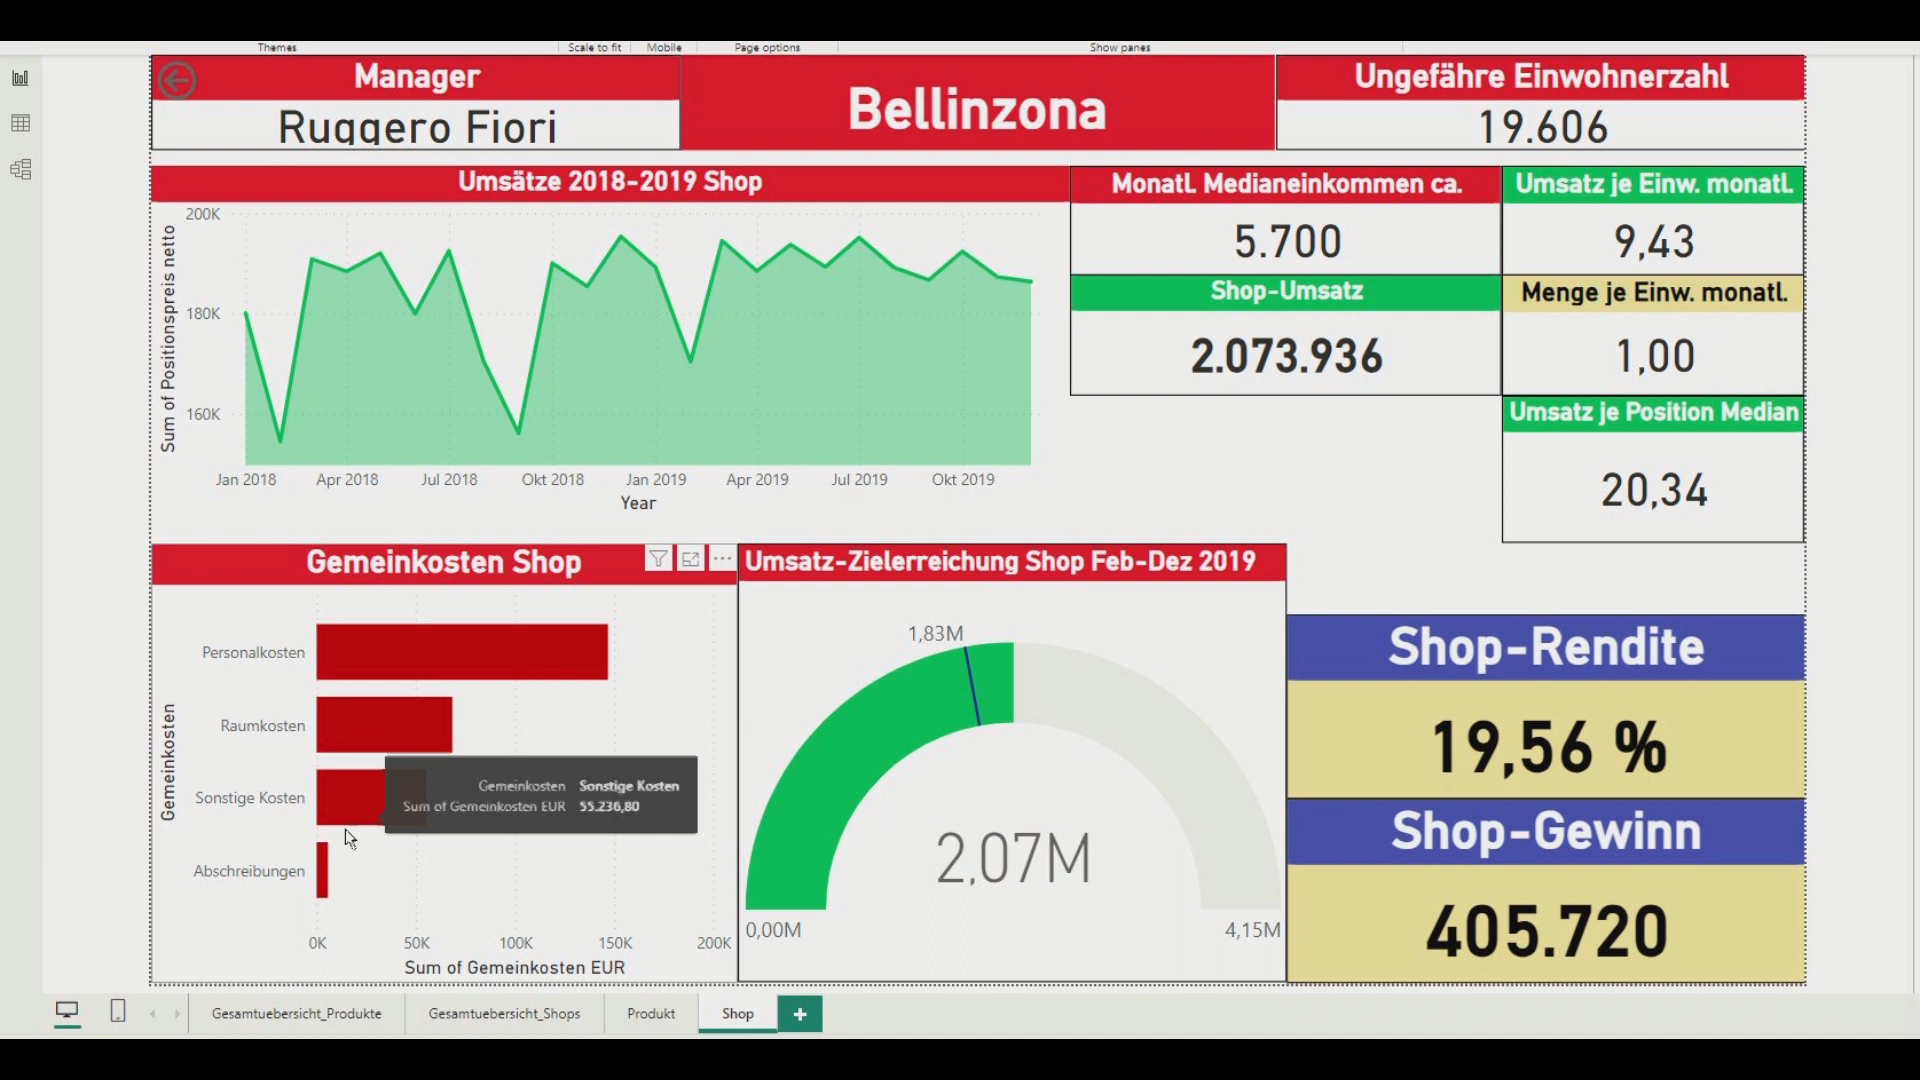 Themes
Scale to fit
Mobile
Page options
Show panes
Manager
Ruggero Fiori
Bellinzona
Ungefähre Einwohnerzahl
19.606
Umsätze 2018-2019 Shop
Sum of Positionspreis netto
200K
180K
160K
Jan 2018
Apr 2018
Jul 2018
Okt 2018
Jan 2019
Apr 2019
Jul 2019
Okt 2019
Year
Monatl. Medianeinkommen ca.
5.700
Shop-Umsatz
2.073.936
Umsatz je Einw. monatl.
9,43
Menge je Einw. monatl.
1,00
Umsatz je Position Median
20,34
Gemeinkosten Shop
Gemeinkosten
Personalkosten
Raumkosten
Sonstige Kosten
Abschreibungen
Gemeinkosten Sonstige Kosten
Sum of Gemeinkosten EUR 55.236,80
0K
50K
100K
150K
200K
Sum of Gemeinkosten EUR
Umsatz-Zielerreichung Shop Feb-Dez 2019
1,83M
2,07M
0,00M
4,15M
Shop-Rendite
19,56 %
Shop-Gewinn
405.720
Gesamtuebersicht_Produkte
Gesamtuebersicht_Shops
Produkt
Shop
+